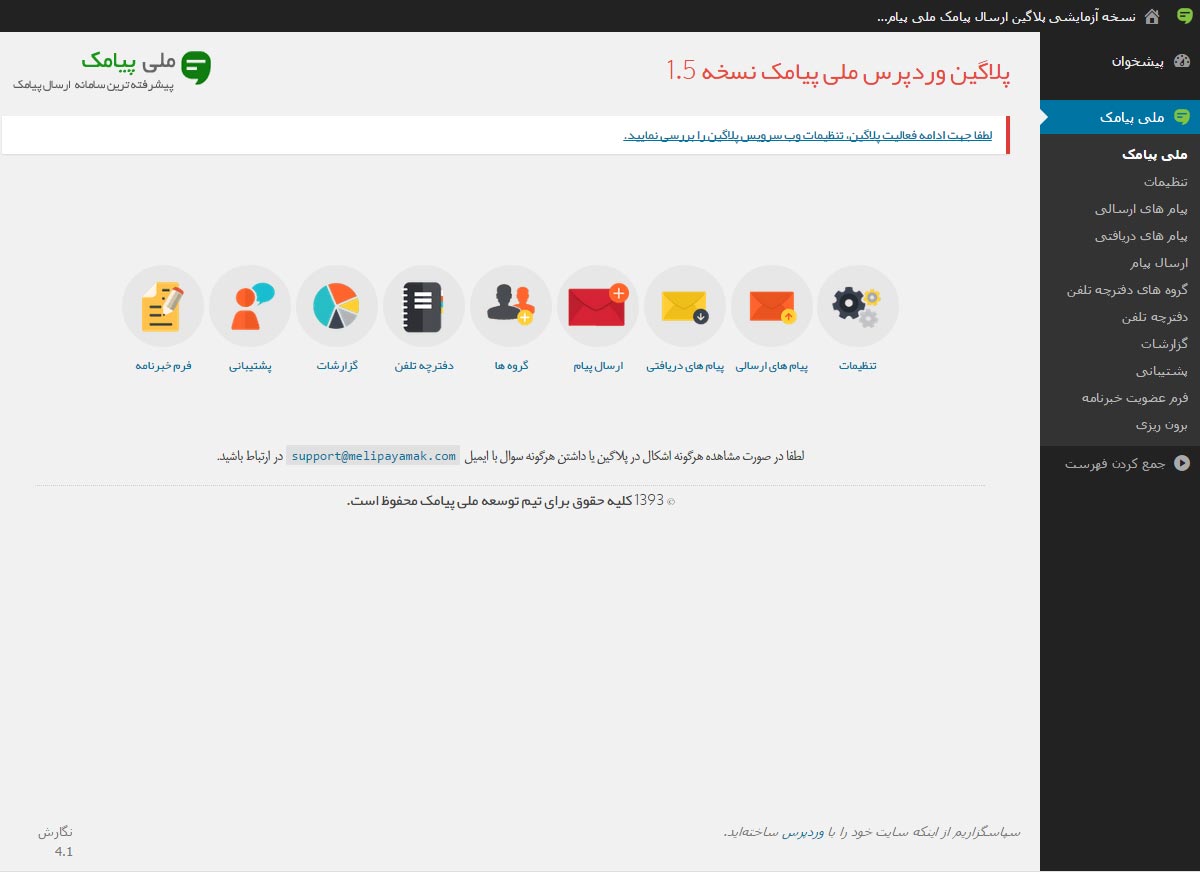 نسخه آزمایشی پلاگین ارسال پیامک ملی پیام...
پیشخوان
ملی پیامک
ملی پیامک
تنظیمات
پیام های ارسالی
پیام های دریافتی
ارسال پیام
گروه های دفترچه تلفن
دفترچه تلفن
گزارشات
پشتیبانی
فرم عضویت خبرنامه
برون ریزی
جمع کردن فهرست
پلاگین وردپرس ملی پیامک نسخه 1.5
ملی پیامک
پیشرفته‌ترین سامانه ارسال پیامک
لطفا جهت ادامه فعالیت پلاگین، تنظیمات وب سرویس پلاگین را بررسی نمایید.
تنظیمات
پیام های ارسالی
پیام های دریافتی
ارسال پیام
گروه ها
دفترچه تلفن
گزارشات
پشتیبانی
فرم خبرنامه
لطفا در صورت مشاهده هرگونه اشکال در پلاگین یا داشتن هرگونه سوال با ایمیل support@melipayamak.com در ارتباط باشید.
© 1393 کلیه حقوق برای تیم توسعه ملی پیامک محفوظ است.
سپاسگزاریم از اینکه سایت خود را با وردپرس ساخته‌اید.
نگارش
4.1